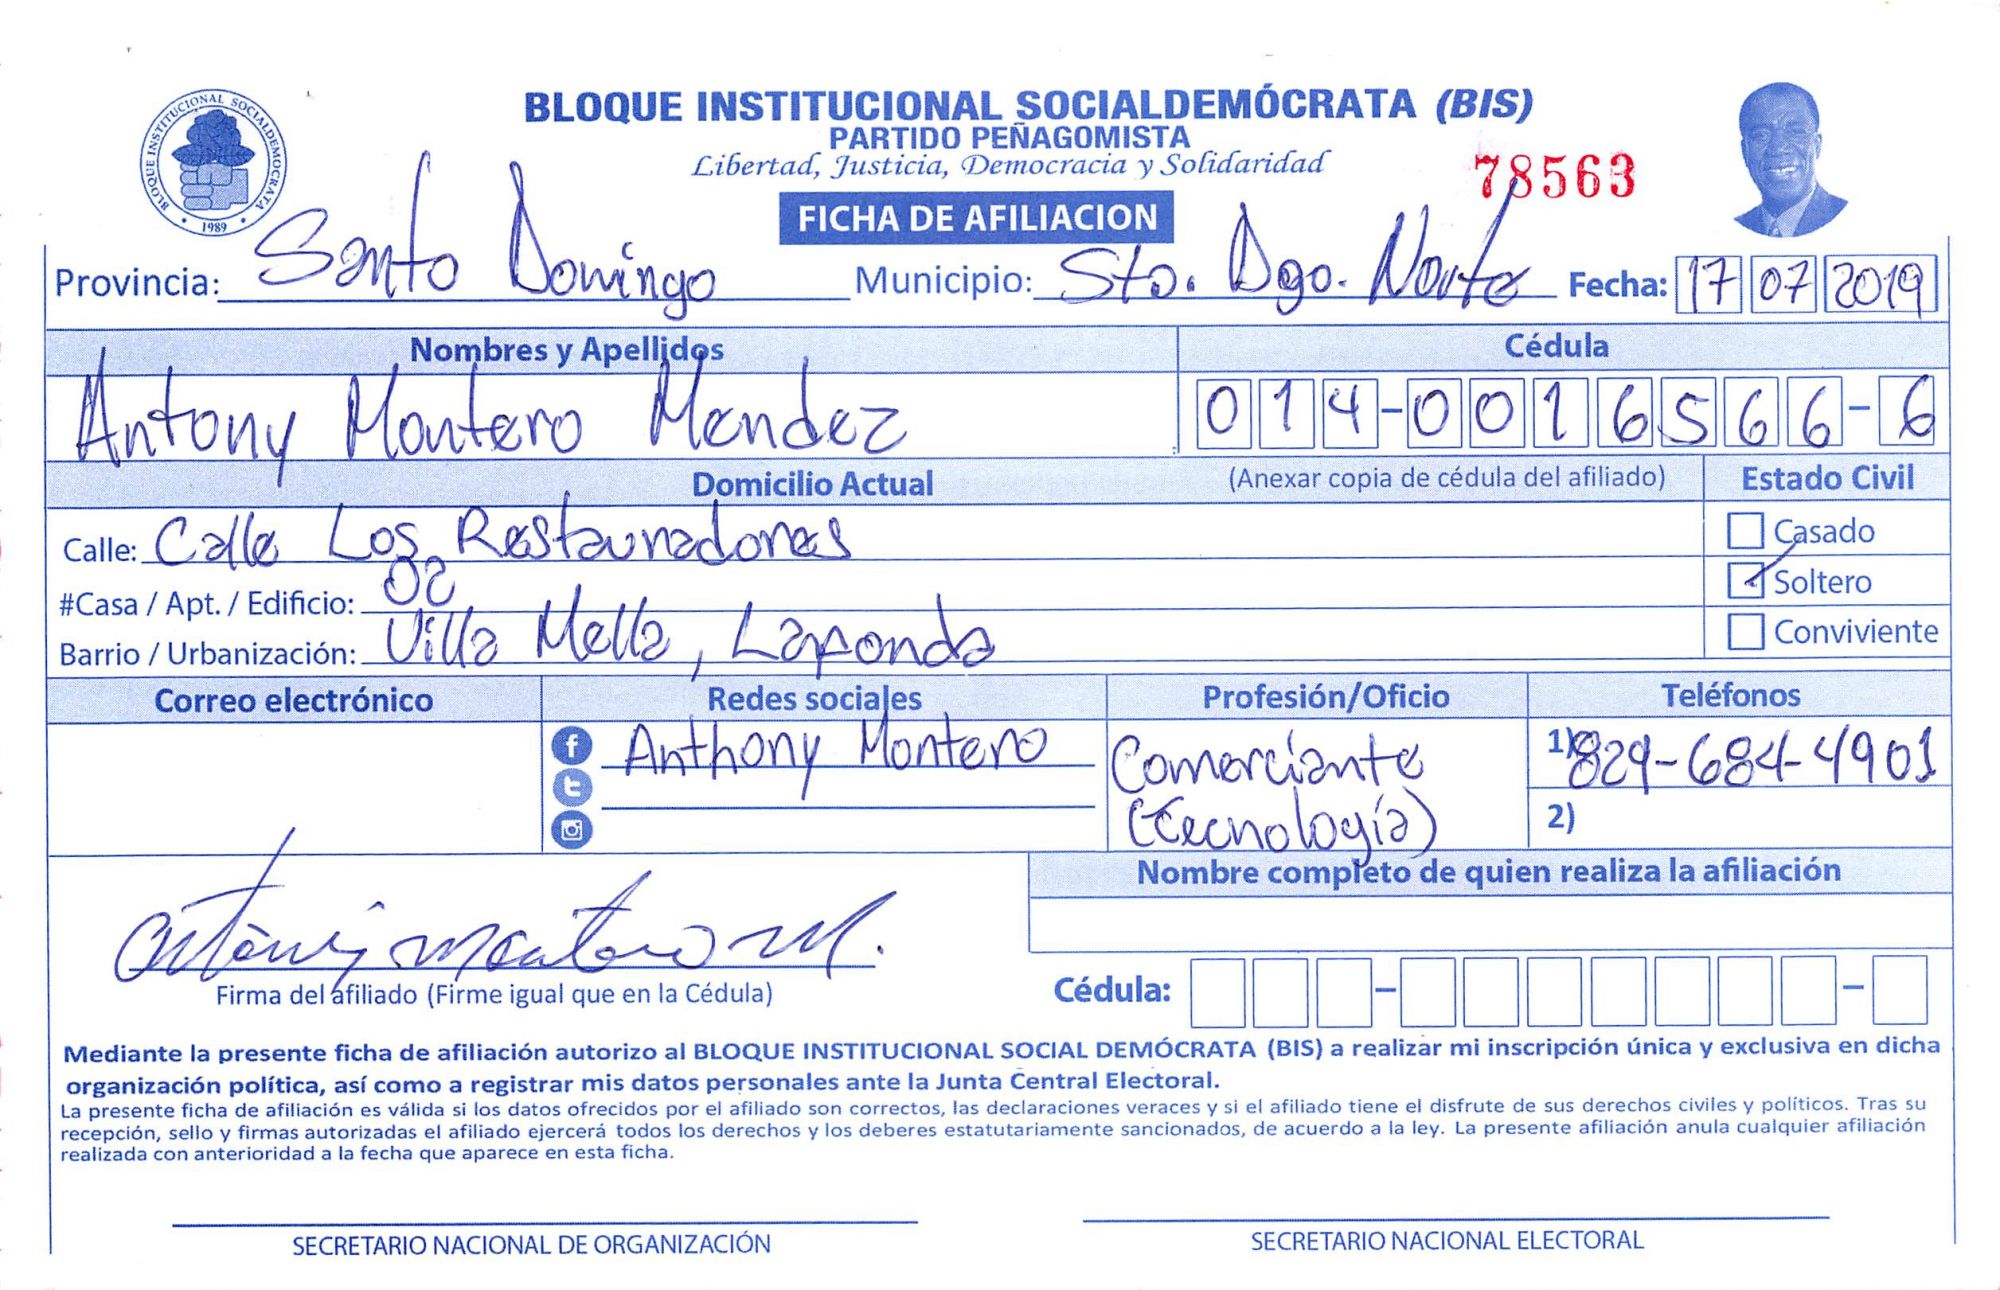 BLOQUE INSTITUCIONAL SOCIALDEMOCRATA
1989
BLOQUE INSTITUCIONAL SOCIALDEMÓCRATA (BIS)
PARTIDO PEÑAGOMISTA
Libertad, Justicia, Democracia y Solidaridad
78563
FICHA DE AFILIACION
Provincia: Santo Domingo Municipio: Sto. Dgo. Norte Fecha: 17 07 2019
Nombres y Apellidos Cédula
Antony Montero Mendez 014-0016566-6
Domicilio Actual (Anexar copia de cédula del afiliado) Estado Civil
Calle: Calle Los Restauradores Casado
#Casa / Apt. / Edificio: 02 Soltero
Barrio / Urbanización: Villa Mella, Laponda Conviviente
Correo electrónico Redes sociales Profesión/Oficio Teléfonos
Anthony Montero Comerciante 1) 829-684-4901
(Tecnología) 2)
Nombre completo de quien realiza la afiliación
Antony Montero M.
Firma del afiliado (Firme igual que en la Cédula) Cédula:
Mediante la presente ficha de afiliación autorizo al BLOQUE INSTITUCIONAL SOCIAL DEMÓCRATA (BIS) a realizar mi inscripción única y exclusiva en dicha
organización política, así como a registrar mis datos personales ante la Junta Central Electoral.
La presente ficha de afiliación es válida si los datos ofrecidos por el afiliado son correctos, las declaraciones veraces y si el afiliado tiene el disfrute de sus derechos civiles y políticos. Tras su
recepción, sello y firmas autorizadas el afiliado ejercerá todos los derechos y los deberes estatutariamente sancionados, de acuerdo a la ley. La presente afiliación anula cualquier afiliación
realizada con anterioridad a la fecha que aparece en esta ficha.
SECRETARIO NACIONAL DE ORGANIZACIÓN SECRETARIO NACIONAL ELECTORAL